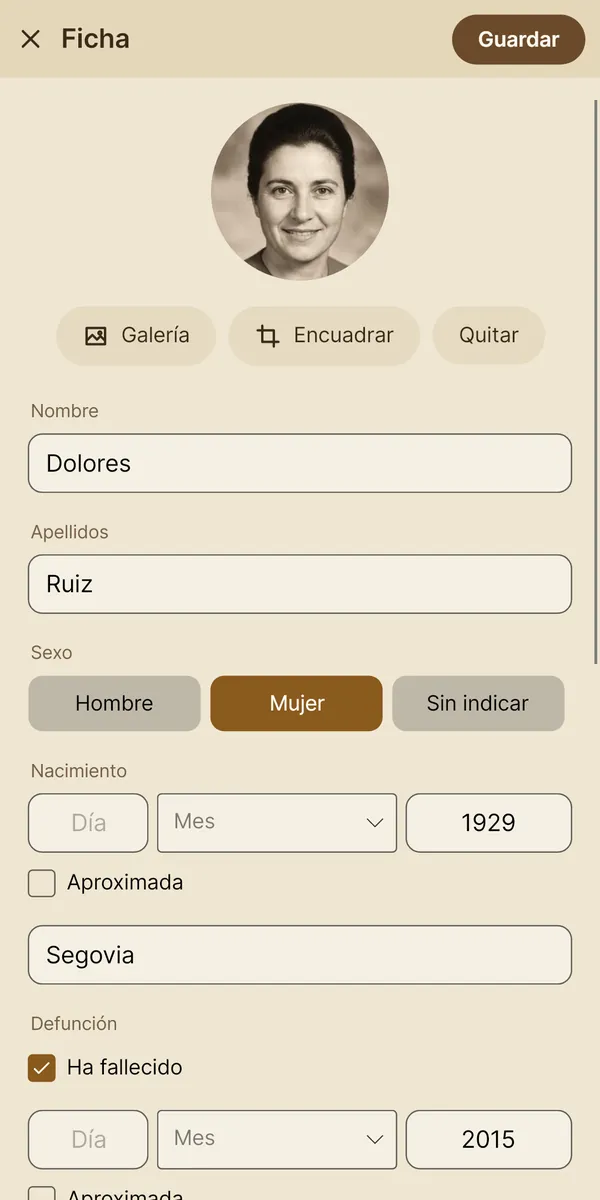 Ficha
Guardar
Galería
Encuadrar
Quitar
Nombre
Dolores
Apellidos
Ruiz
Sexo
Hombre
Mujer
Sin indicar
Nacimiento
Día
Mes
1929
Aproximada
Segovia
Defunción
Ha fallecido
Día
Mes
2015
Aproximada